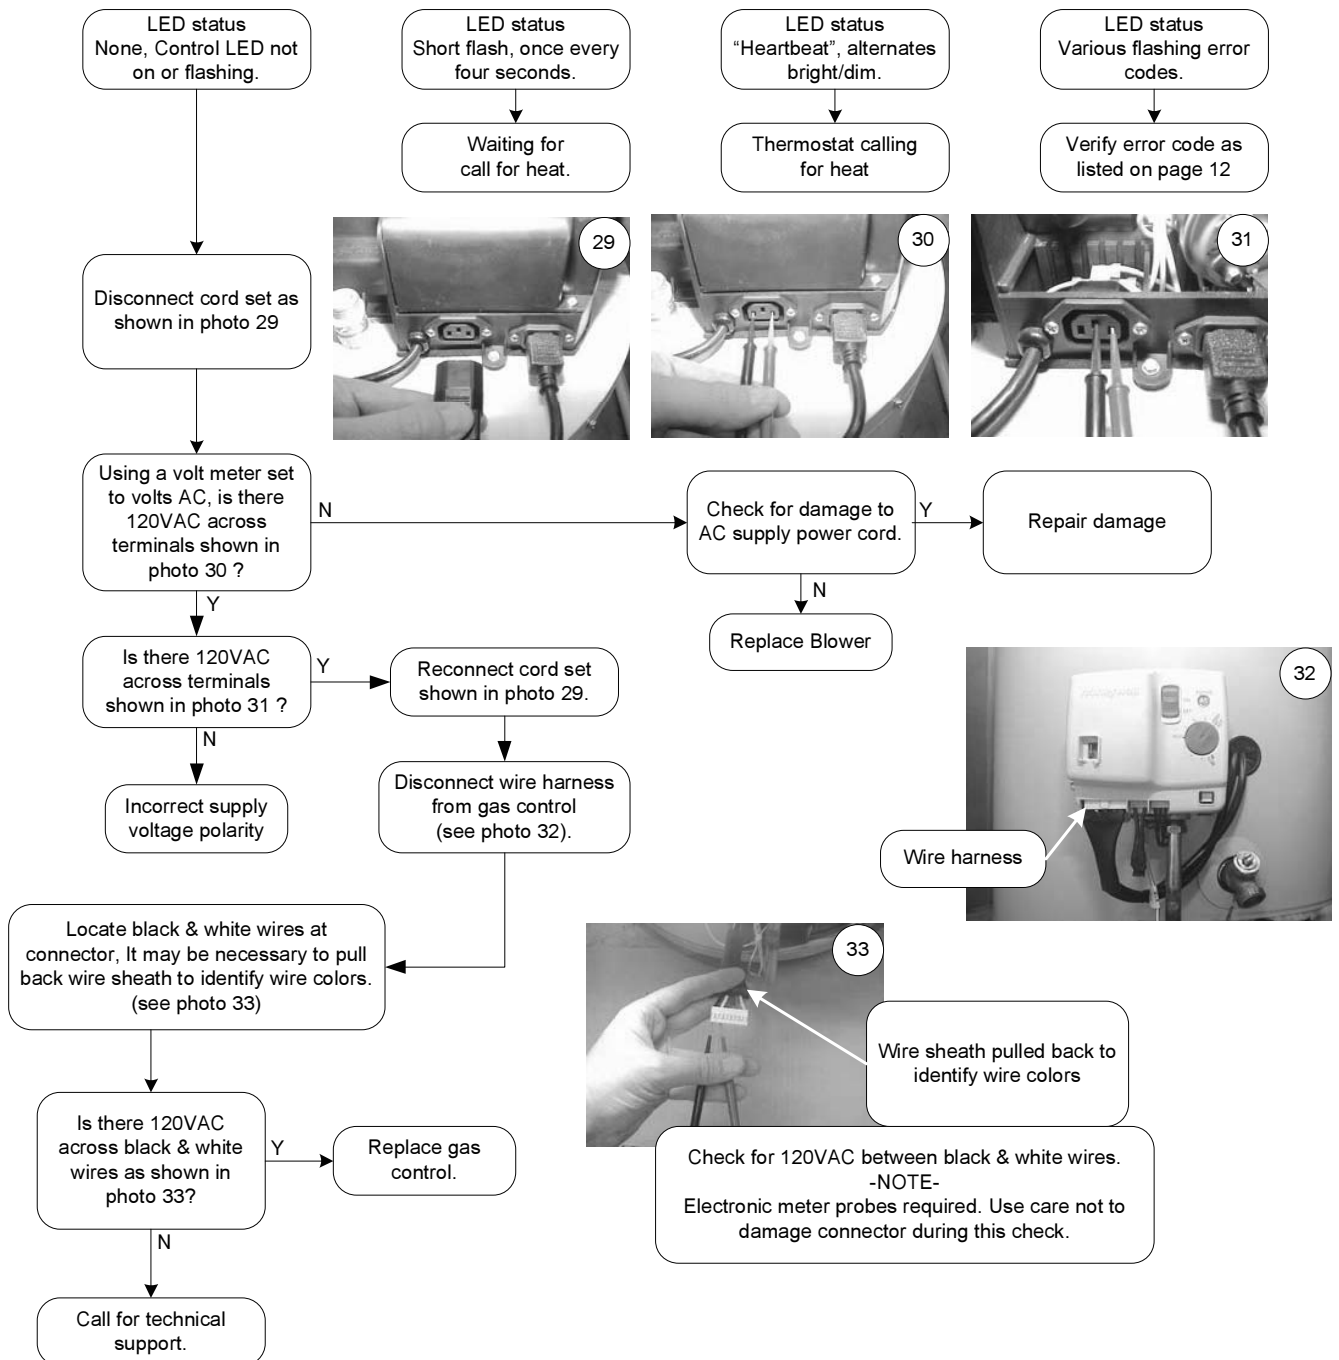 LED status
None, Control LED not
on or flashing.
LED status
Short flash, once every
four seconds.
LED status
“Heartbeat”, alternates
bright/dim.
LED status
Various flashing error
codes.
Waiting for
call for heat.
Thermostat calling
for heat
Verify error code as
listed on page 12
29
30
31
Disconnect cord set as
shown in photo 29
Using a volt meter set
to volts AC, is there
120VAC across
terminals shown in
photo 30 ?
N
Check for damage to
AC supply power cord.
Y
Repair damage
Y
N
Replace Blower
Is there 120VAC
across terminals
shown in photo 31 ?
Y
Reconnect cord set
shown in photo 29.
N
Incorrect supply
voltage polarity
Disconnect wire harness
from gas control
(see photo 32).
32
Wire harness
Locate black & white wires at
connector, It may be necessary to pull
back wire sheath to identify wire colors.
(see photo 33)
33
Wire sheath pulled back to
identify wire colors
Is there 120VAC
across black & white
wires as shown in
photo 33?
Y
Replace gas
control.
Check for 120VAC between black & white wires.
-NOTE-
Electronic meter probes required. Use care not to
damage connector during this check.
N
Call for technical
support.